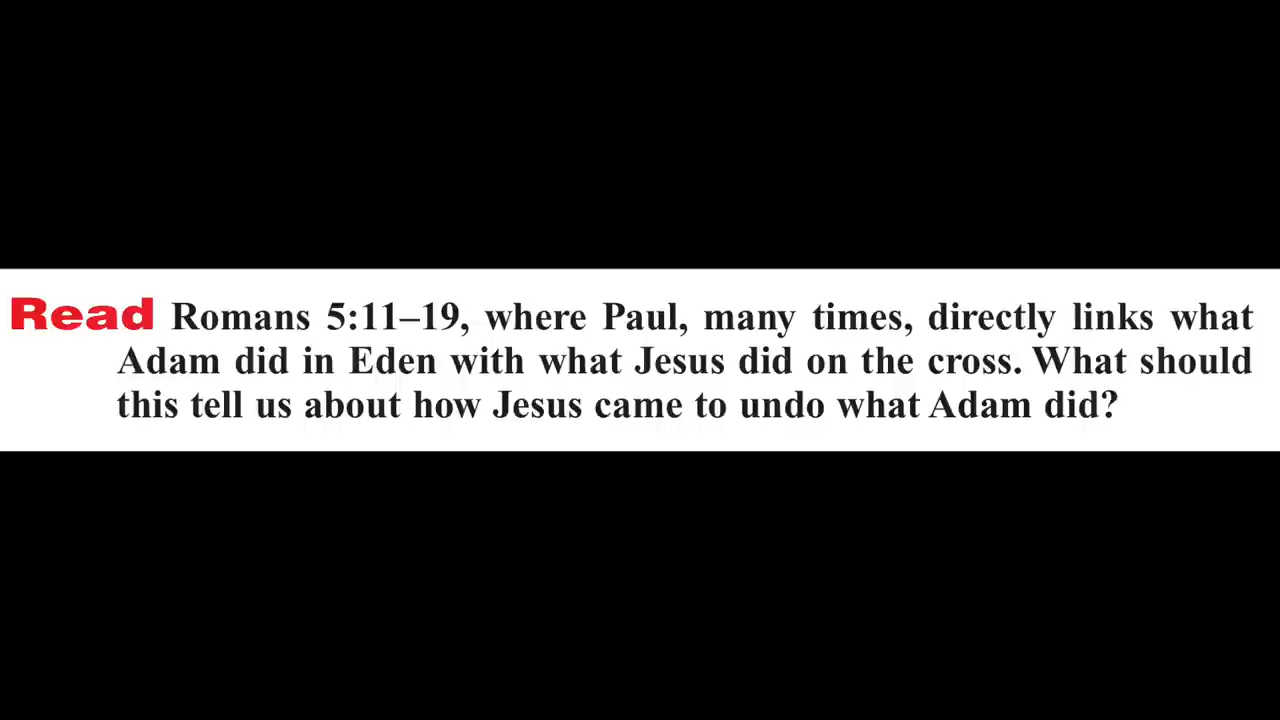 Read Romans 5:11–19, where Paul, many times, directly links what
Adam did in Eden with what Jesus did on the cross. What should
this tell us about how Jesus came to undo what Adam did?